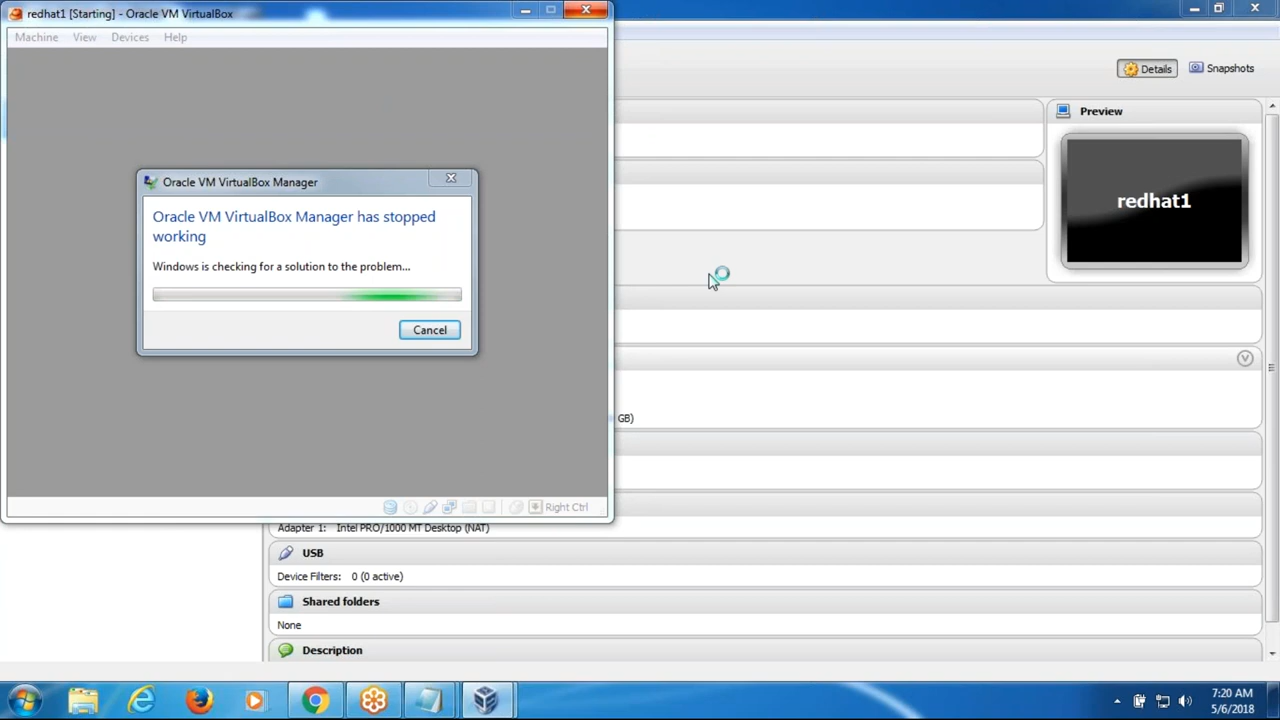 redhat1 [Starting] - Oracle VM VirtualBox
Machine View Devices Help
Details Snapshots
Preview
redhat1
Oracle VM VirtualBox Manager
Oracle VM VirtualBox Manager has stopped
working
Windows is checking for a solution to the problem...
Cancel
GB)
Right Ctrl
Adapter 1: Intel PRO/1000 MT Desktop (NAT)
USB
Device Filters: 0 (0 active)
Shared folders
None
Description
7:20 AM
5/6/2018